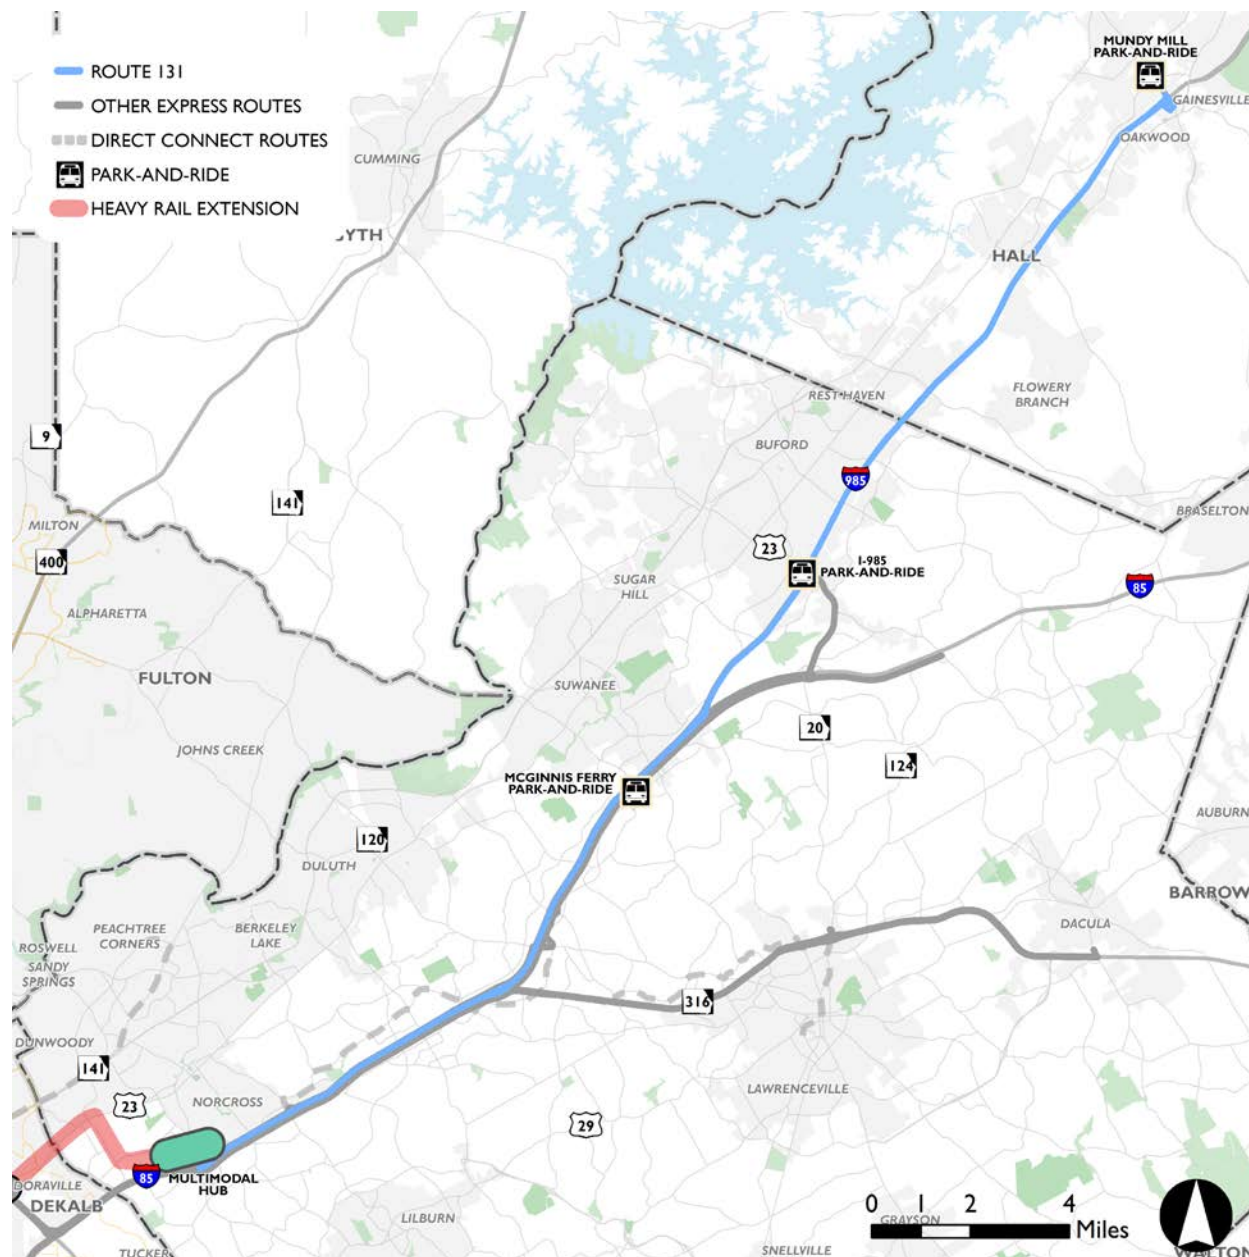 MUNDY MILL
PARK-AND-RIDE
ROUTE 131
OTHER EXPRESS ROUTES
DIRECT CONNECT ROUTES
PARK-AND-RIDE
HEAVY RAIL EXTENSION
GAINESVILLE
OAKWOOD
CUMMING
YTH
HALL
FLOWERY
BRANCH
REST HAVEN
9
BUFORD
985
141
BRASELTON
MILTON
23
400
I-985
PARK-AND-RIDE
SUGAR
HILL
85
ALPHARETTA
FULTON
SUWANEE
20
JOHNS CREEK
124
MCGINNIS FERRY
PARK-AND-RIDE
AUBURN
120
DULUTH
BARROW
PEACHTREE
CORNERS
BERKELEY
LAKE
DACULA
ROSWELL
SANDY
SPRINGS
316
DUNWOODY
141
LAWRENCEVILLE
23
NORCROSS
29
85
MULTIMODAL
HUB
DORAVILLE
DEKALB
LILBURN
0 1 2 4
Miles
GRAYSON
TUCKER
SNELLVILLE
WALTON